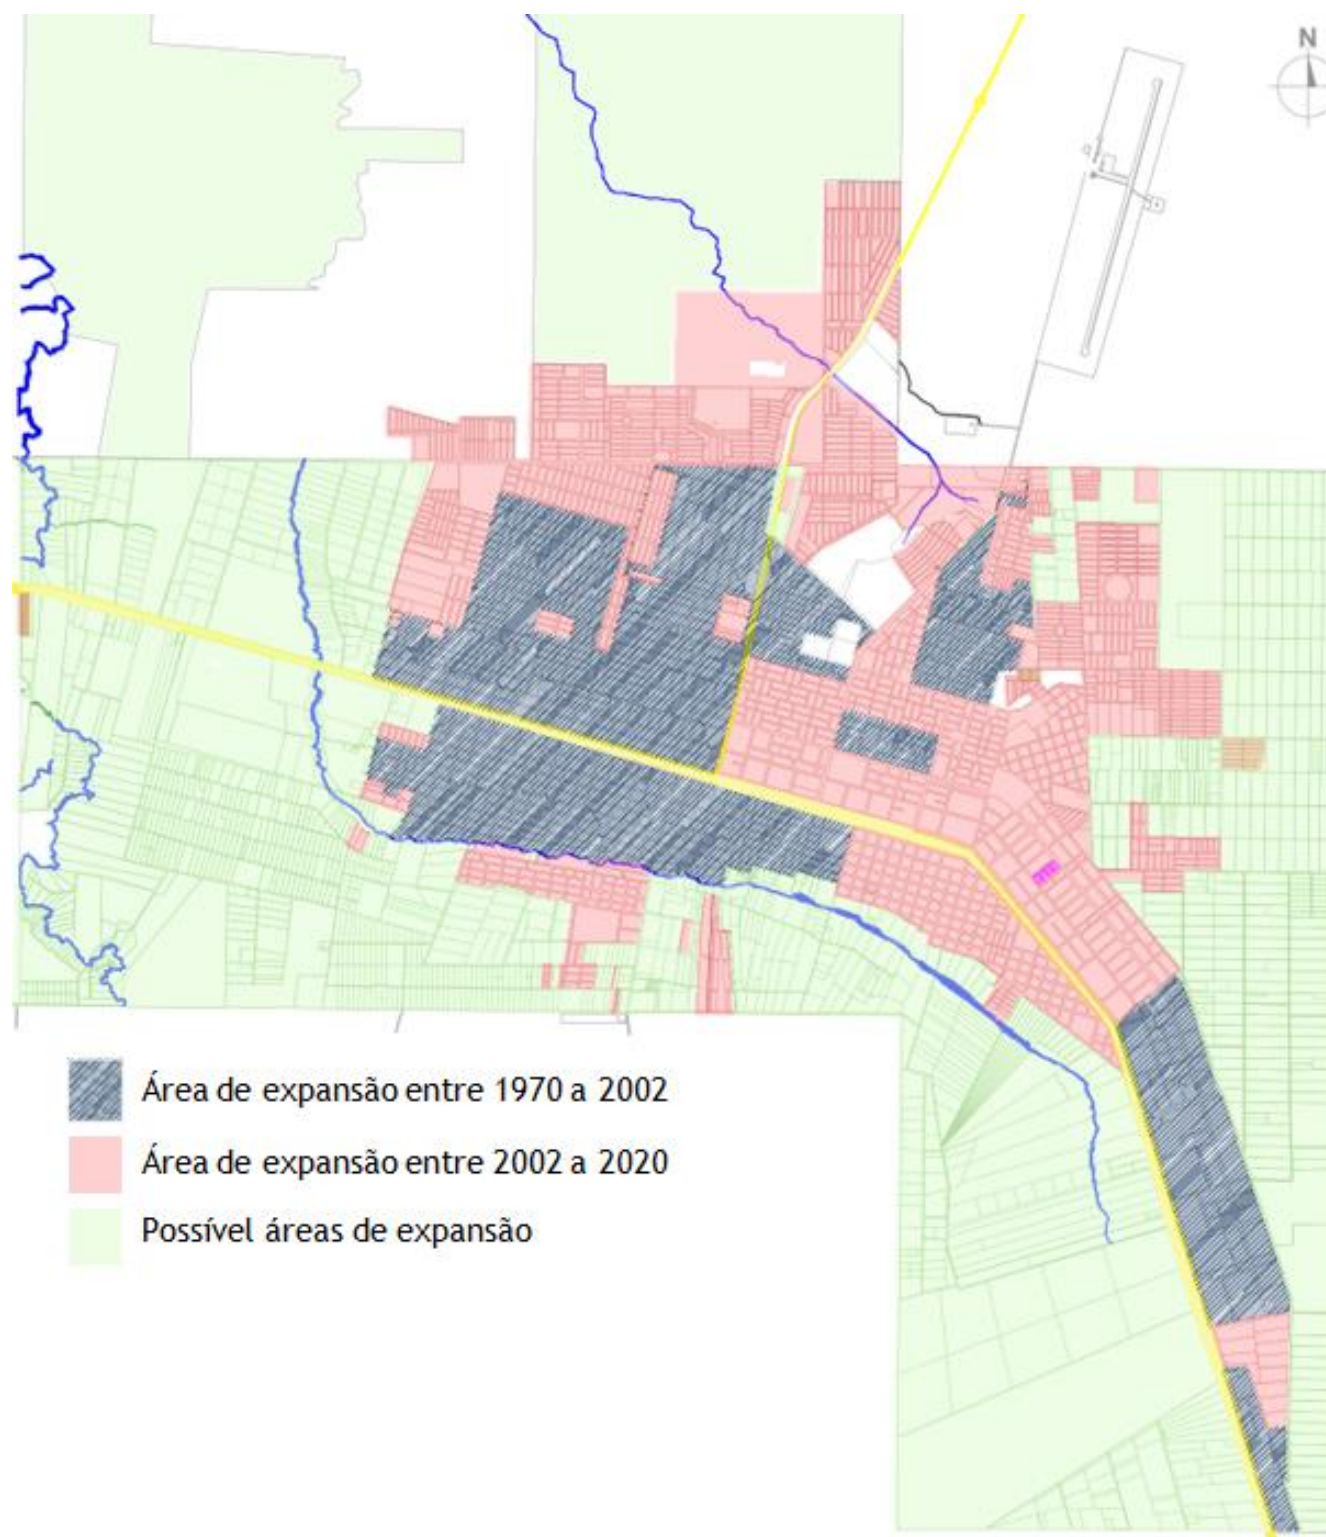 N
Área de expansão entre 1970 a 2002
Área de expansão entre 2002 a 2020
Possível áreas de expansão